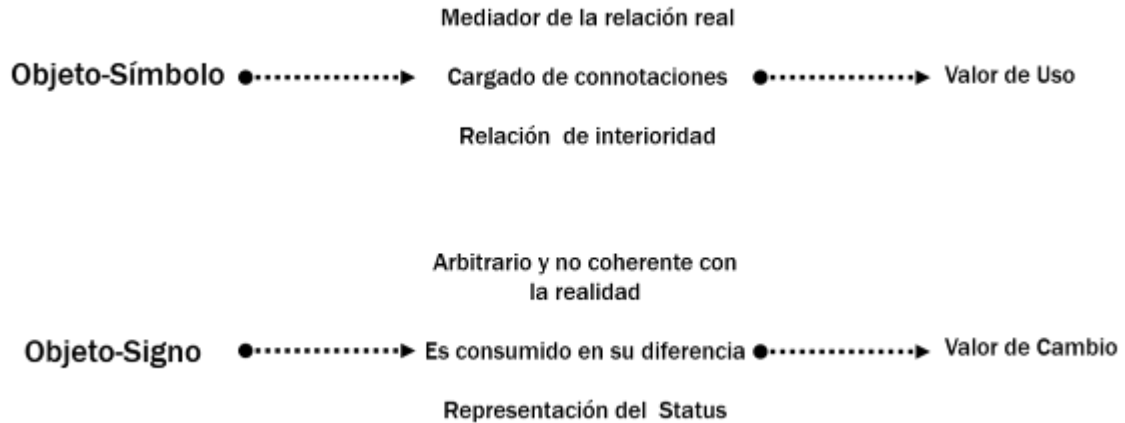 Mediador de la relación real
Objeto-Símbolo
Cargado de connotaciones
Valor de Uso
Relación de interioridad
Arbitrario y no coherente con
la realidad
Objeto-Signo
Es consumido en su diferencia
Valor de Cambio
Representación del Status